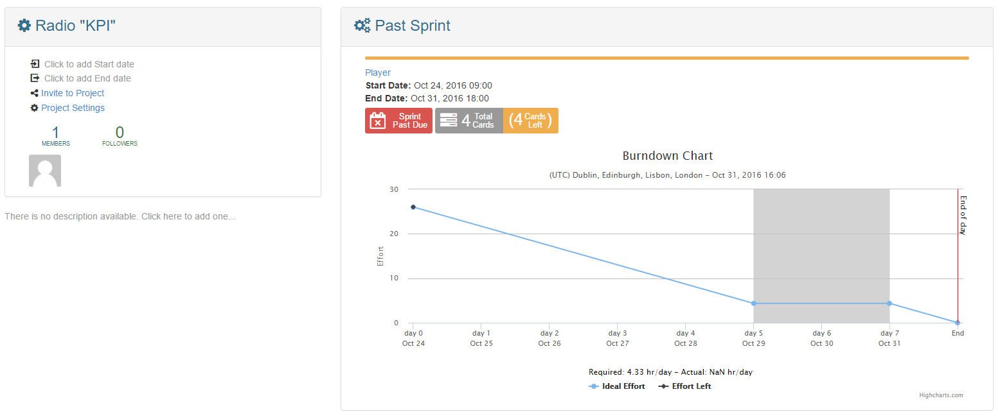 Radio "KPI"
Click to add Start date
Click to add End date
Invite to Project
Project Settings
1
MEMBERS
0
FOLLOWERS
There is no description available. Click here to add one...
Past Sprint
Player
Start Date: Oct 24, 2016 09:00
End Date: Oct 31, 2016 18:00
Sprint
Past Due
4 Total
Cards
(4 Cards
Left )
Burndown Chart
(UTC) Dublin, Edinburgh, Lisbon, London – Oct 31, 2016 16:06
Effort
30
20
10
0
End of day
day 0
Oct 24
day 1
Oct 25
day 2
Oct 26
day 3
Oct 27
day 4
Oct 28
day 5
Oct 29
day 6
Oct 30
day 7
Oct 31
End
Required: 4.33 hr/day – Actual: NaN hr/day
Ideal Effort
Effort Left
Highcharts.com